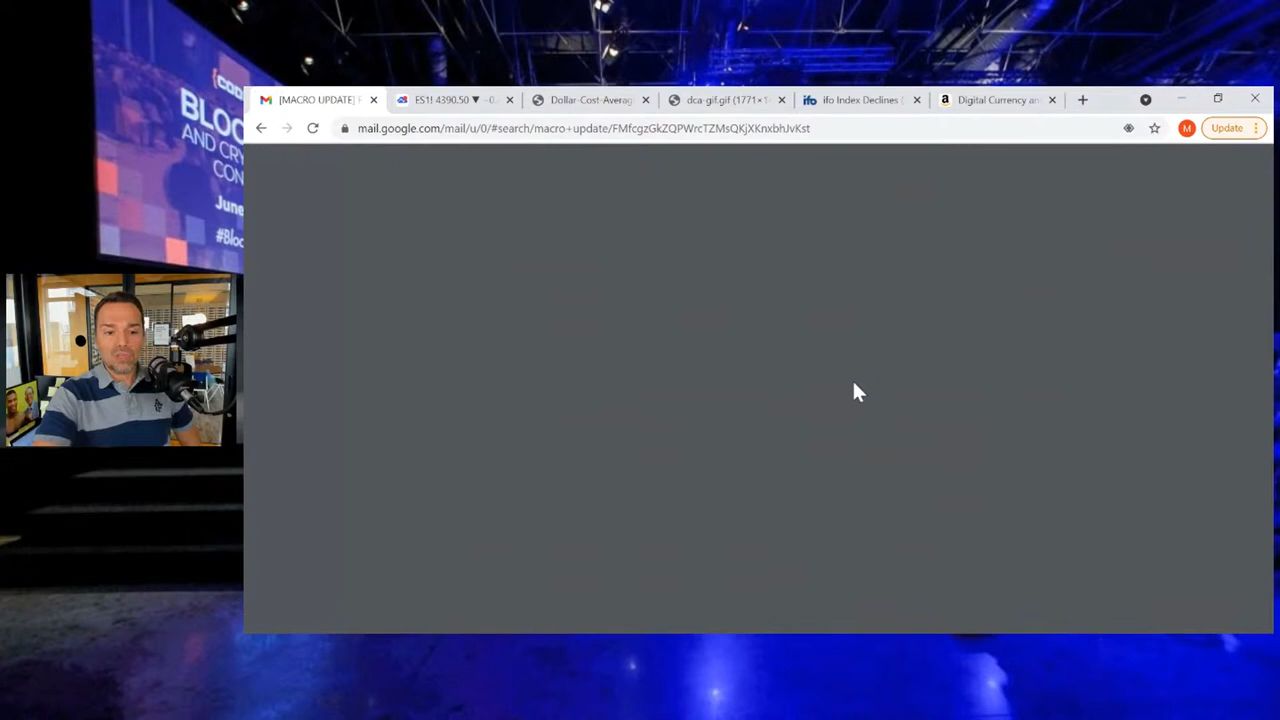 BLOC
AND CRY
CON
June
#Bloc
[MACRO UPDATE]
ES1! 4390.50 ▼
Dollar-Cost-Averag
dca-gif.gif (1771×1
ifo
ifo Index Declines (
a
Digital Currency an
mail.google.com/mail/u/0/#search/macro+update/FMfcgzGkZQPWrcTZMsQKjXKnxbhJvKst
M
Update